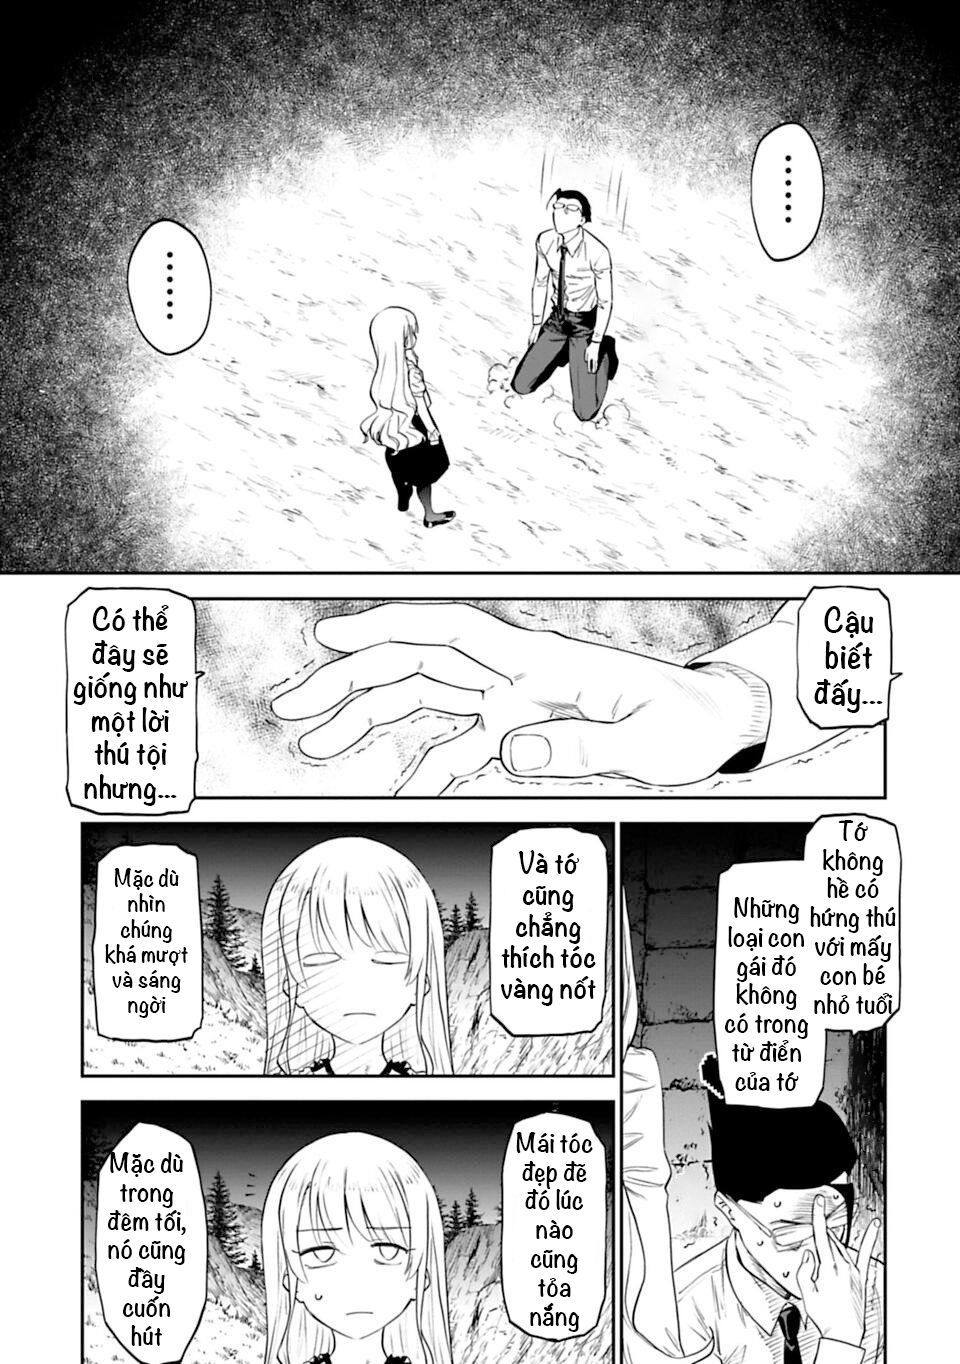 ......
......
Cậu
biết
đấy...
Có thể
đây sẽ
giống như
một lời
thú tội
nhưng...
Tớ
không
hề có
hứng thú
với mấy
con bé
nhỏ tuổi
Những
loại con
gái đó
không
có trong
từ điển
của tớ
Và tớ
cũng
chẳng
thích tóc
vàng nốt
Mặc dù
nhìn
chúng
khá mượt
và sáng
ngời
Mái tóc
đẹp đẽ
đó lúc
nào
cũng
tỏa
nắng
Mặc dù
trong
đêm tối,
nó cũng
đầy
cuốn
hút